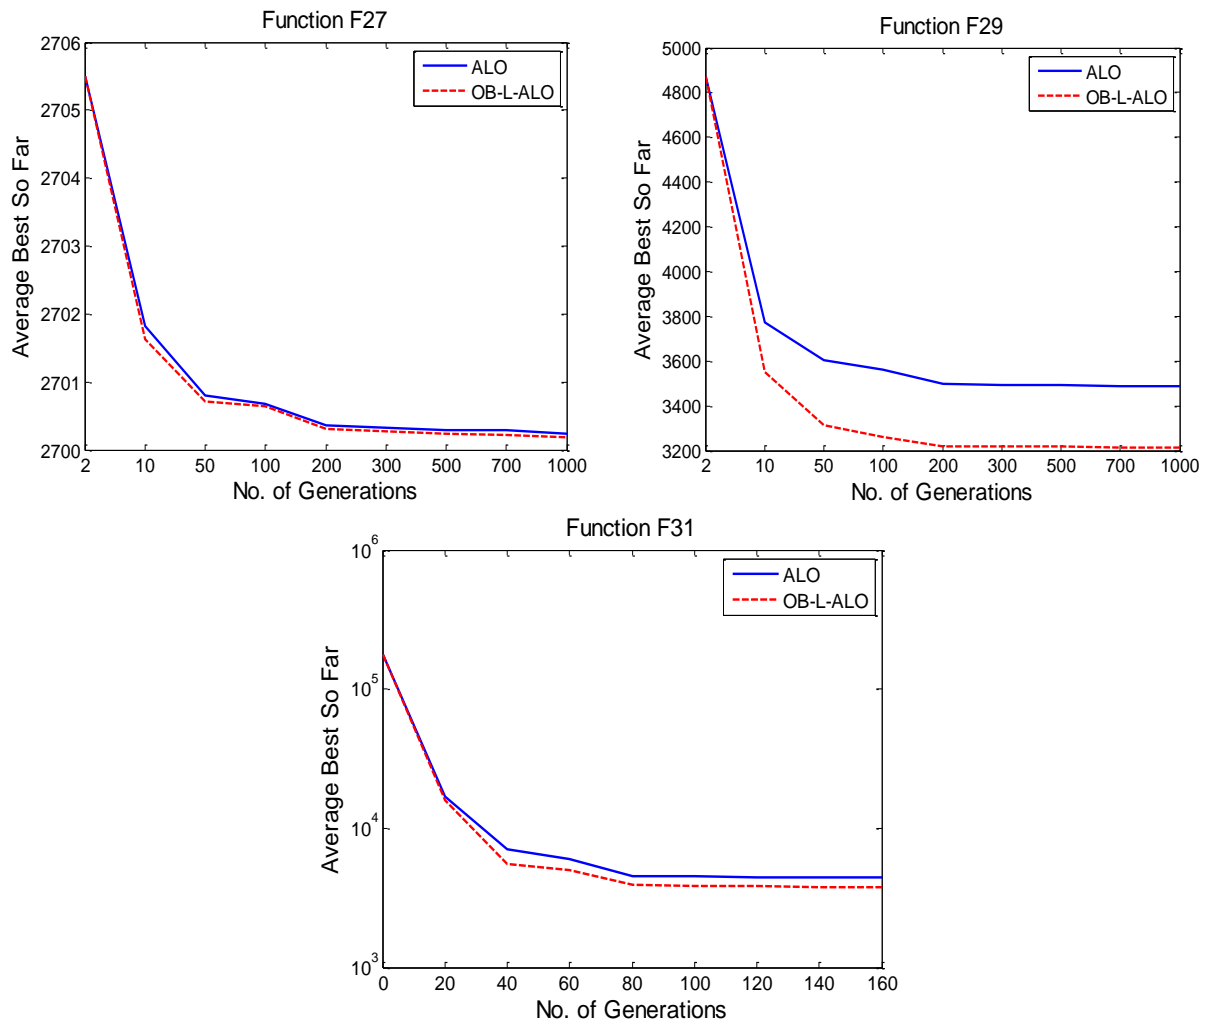 Function F27
2706
2705
2704
2703
2702
2701
2700
Average Best So Far
ALO
OB-L-ALO
2 10 50 100 200 300 500 700 1000
No. of Generations
Function F29
5000
4800
4600
4400
4200
4000
3800
3600
3400
3200
Average Best So Far
ALO
OB-L-ALO
2 10 50 100 200 300 500 700 1000
No. of Generations
Function F31
10^6
10^5
10^4
10^3
Average Best So Far
ALO
OB-L-ALO
0 20 40 60 80 100 120 140 160
No. of Generations